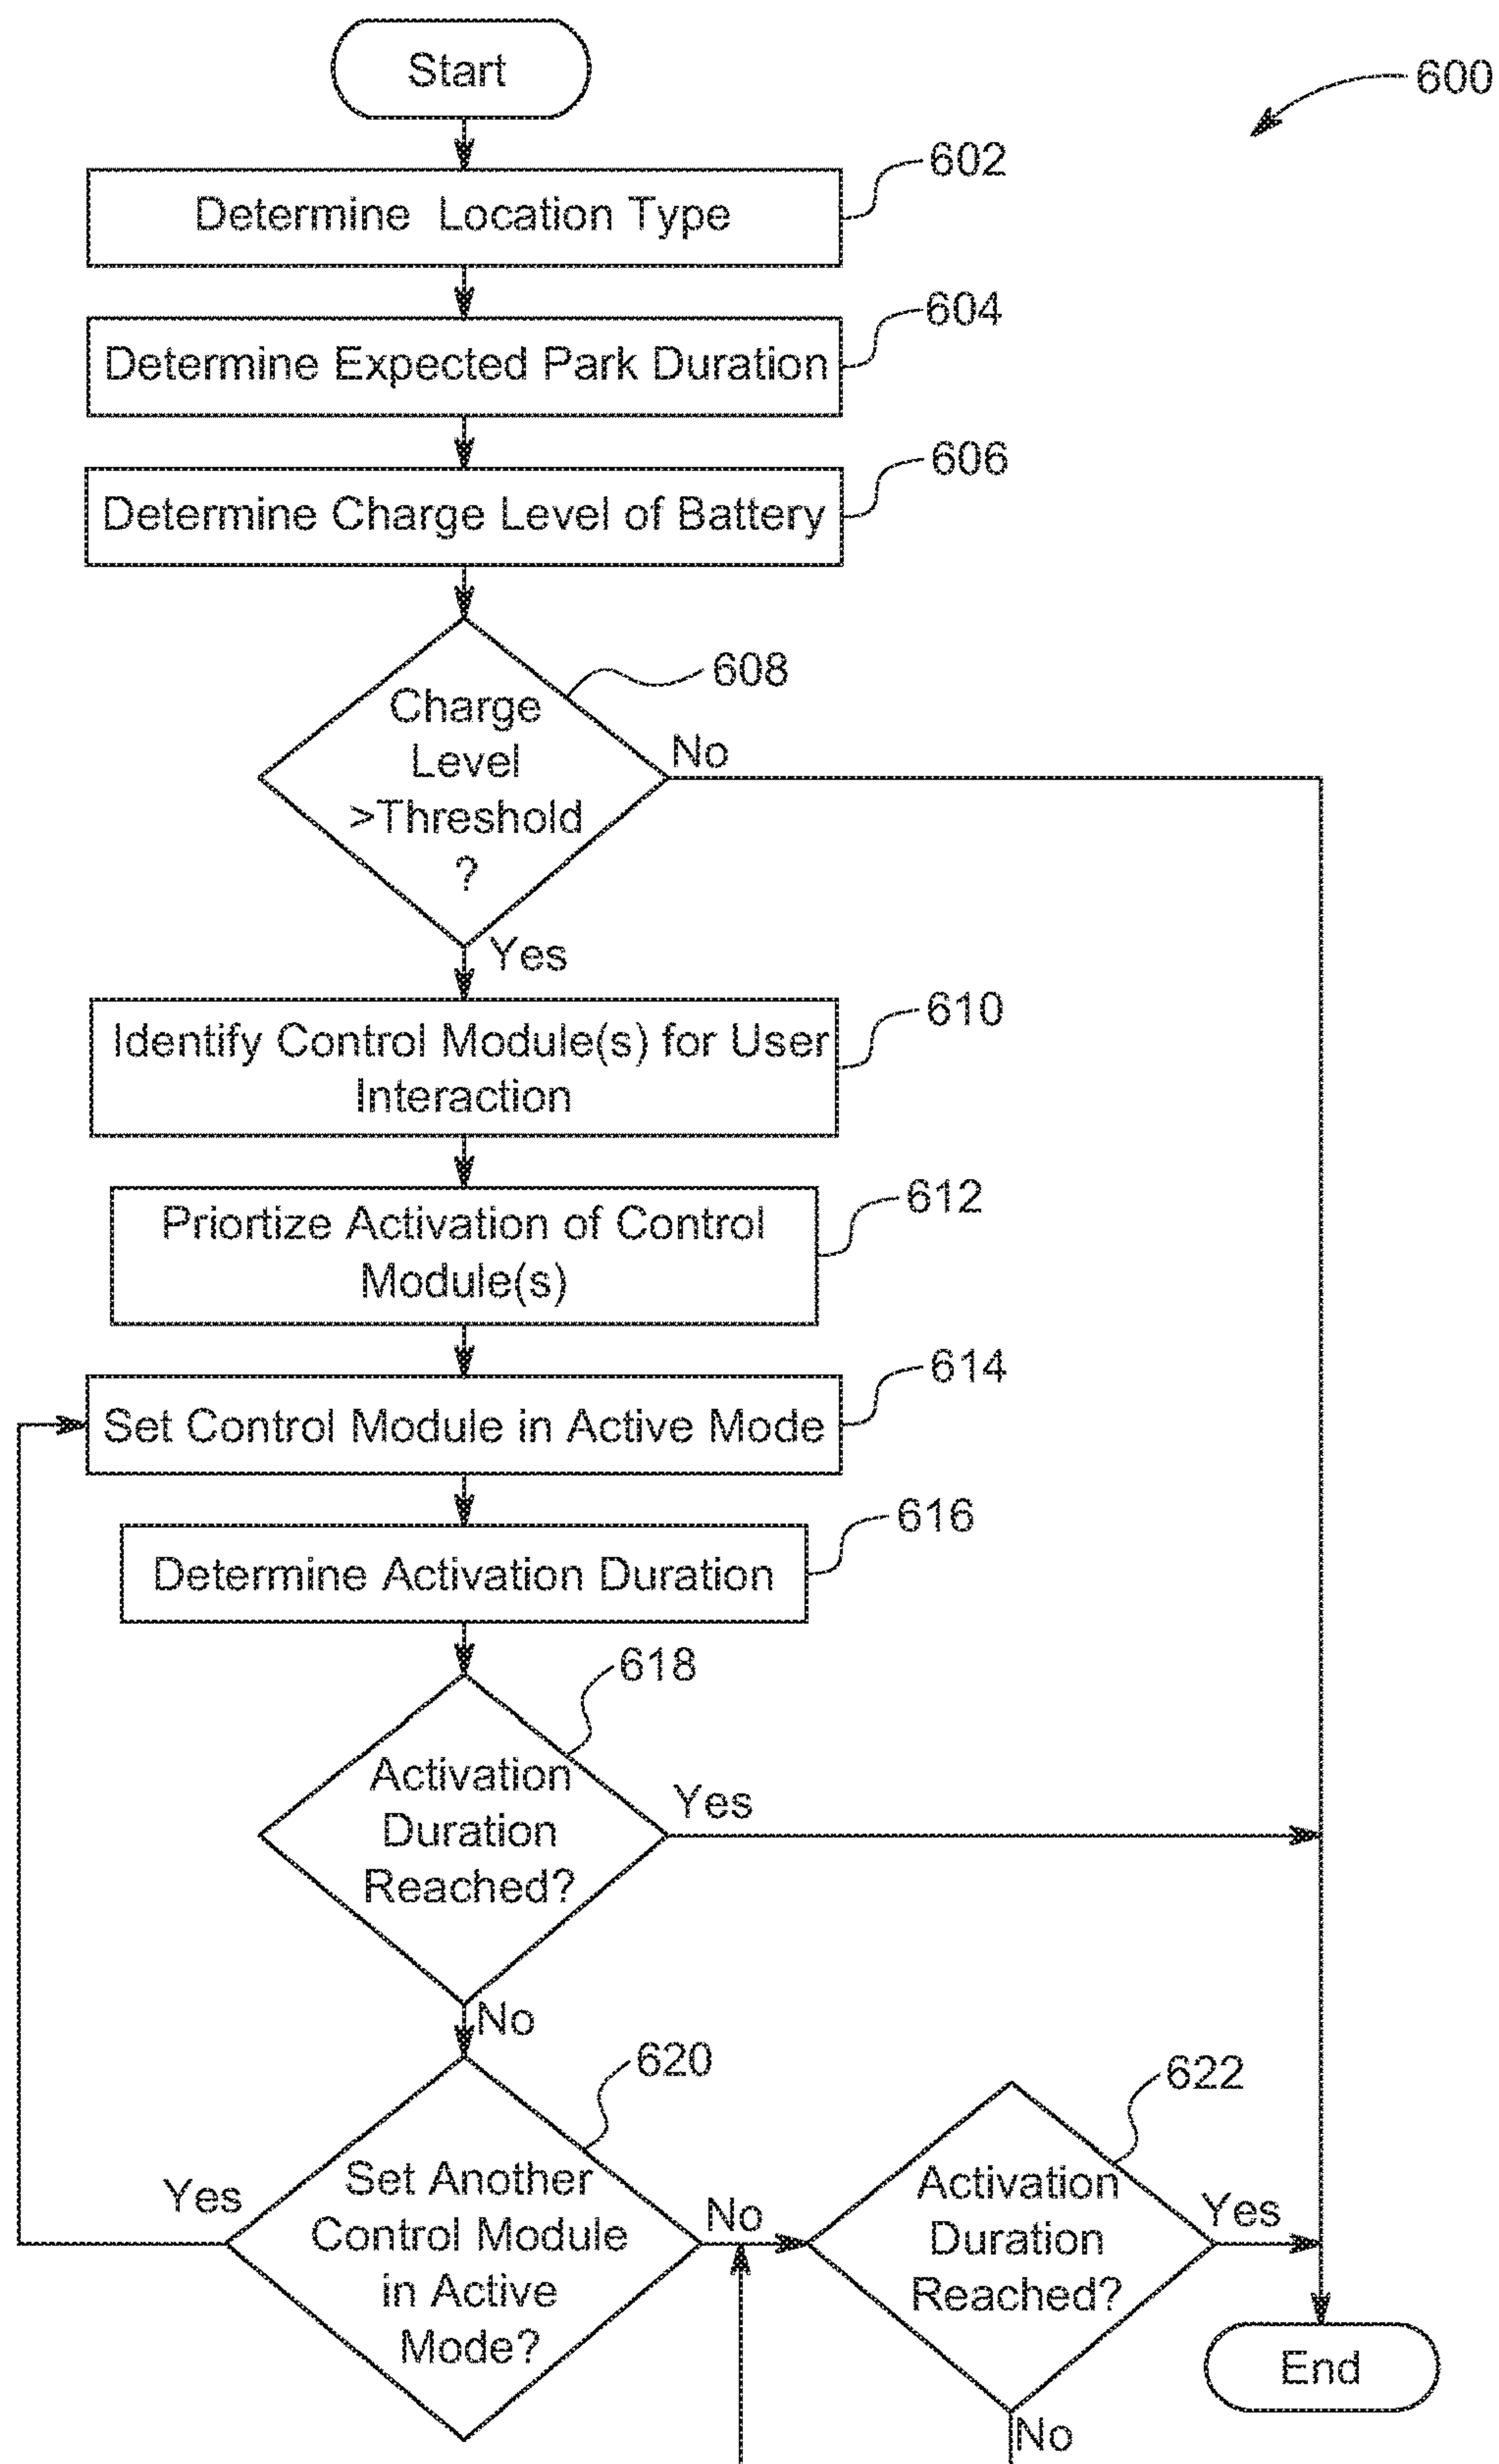 Start
600
602
Determine Location Type
604
Determine Expected Park Duration
606
Determine Charge Level of Battery
608
Charge
Level
>Threshold
?
No
Yes
610
Identify Control Module(s) for User
Interaction
612
Priortize Activation of Control
Module(s)
614
Set Control Module in Active Mode
616
Determine Activation Duration
618
Activation
Duration
Reached?
Yes
No
620
Set Another
Control Module
in Active
Mode?
Yes
No
622
Activation
Duration
Reached?
Yes
No
End